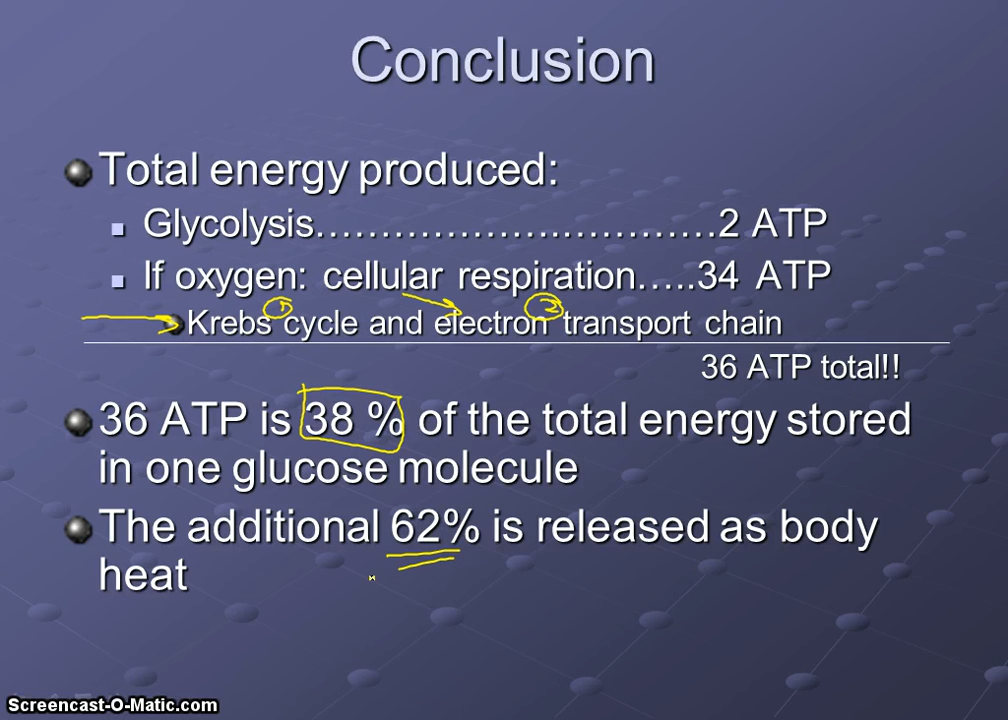 Conclusion
Total energy produced:
Glycolysis……………….…………2 ATP
If oxygen: cellular respiration…..34 ATP
1 2
Krebs cycle and electron transport chain
36 ATP total!!
36 ATP is 38 % of the total energy stored
in one glucose molecule
The additional 62% is released as body
heat
Screencast-O-Matic.com